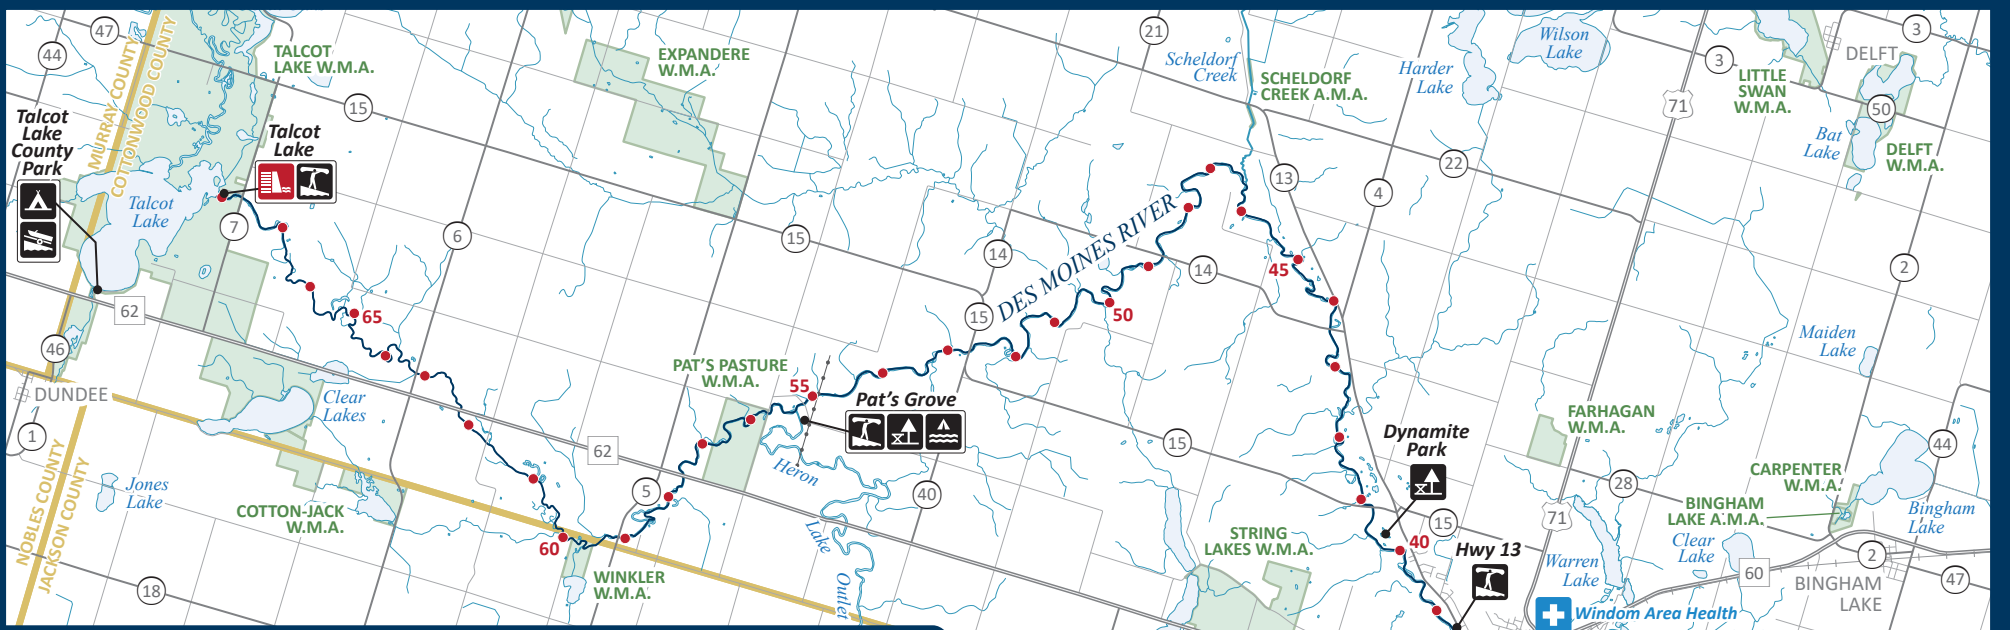 47
44
MURRAY COUNTY
COTTONWOOD COUNTY
TALCOT
LAKE W.M.A.
15
Talcot
Lake
County
Park
Talcot
Lake
Talcot
Lake
7
6
62
46
DUNDEE
1
NOBLES COUNTY
JACKSON COUNTY
Jones
Lake
18
Clear
Lakes
COTTON-JACK
W.M.A.
65
60
WINKLER
W.M.A.
5
62
EXPANDERE
W.M.A.
15
PAT'S PASTURE
W.M.A.
55
Pat's Grove
Heron
Lake
Outlet
40
14
15
DES MOINES RIVER
50
14
15
21
Scheldorf
Creek
SCHELDORF
CREEK A.M.A.
13
45
4
22
Harder
Lake
Wilson
Lake
71
3
3
DELFT
LITTLE
SWAN
W.M.A.
50
Bat
Lake
DELFT
W.M.A.
2
Maiden
Lake
FARHAGAN
W.M.A.
Dynamite
Park
15
40
Hwy 13
STRING
LAKES W.M.A.
28
71
Warren
Lake
CARPENTER
W.M.A.
BINGHAM
LAKE A.M.A.
Clear
Lake
44
Bingham
Lake
60
2
47
BINGHAM
LAKE
Windom Area Health